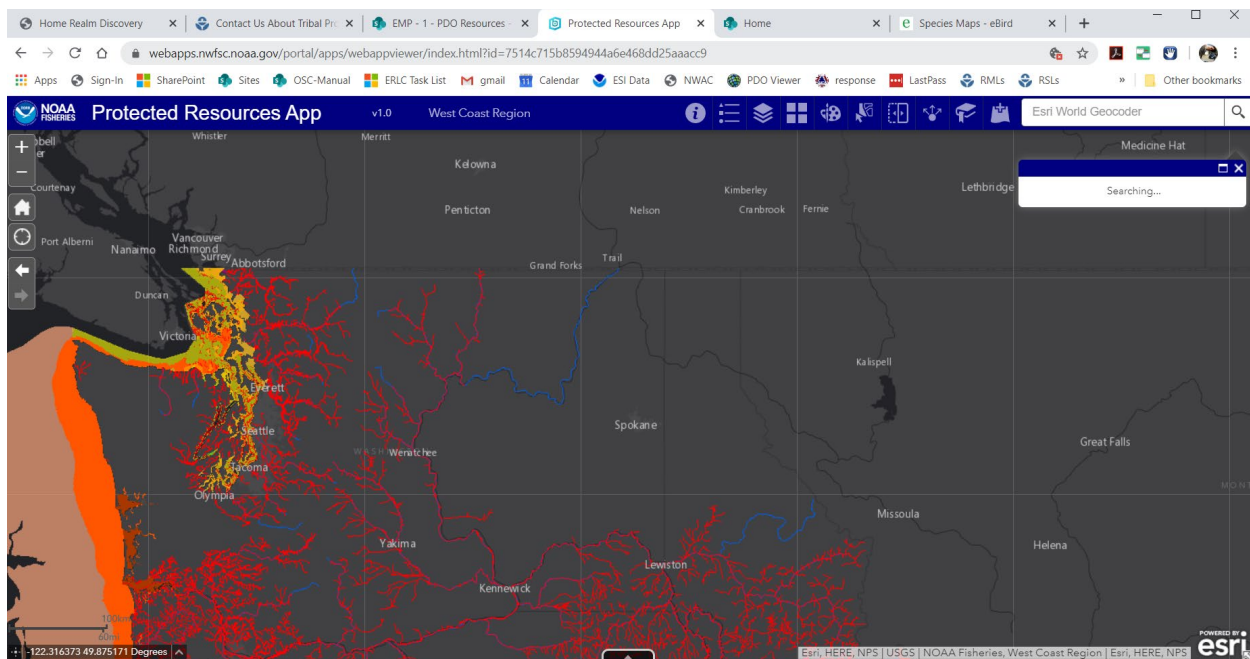 Home Realm Discovery
Contact Us About Tribal Pro
EMP - 1 - PDO Resources -
Protected Resources App
Home
Species Maps - eBird
webapps.nwfsc.noaa.gov/portal/apps/webappviewer/index.html?id=7514c715b8594944a6e468dd25aaacc9
Apps Sign-In SharePoint Sites OSC-Manual ERLC Task List gmail Calendar ESI Data NWAC PDO Viewer response LastPass RMLs RSLs » Other bookmarks
NOAA
FISHERIES
Protected Resources App v1.0 West Coast Region Esri World Geocoder
Searching...
Whistler
Merritt
Medicine Hat
Kelowna
Courtenay
Kimberley
Lethbridge
Penticton
Nelson
Cranbrook
Fernie
Port Alberni
Nanaimo
Vancouver
Richmond
Surrey
Abbotsford
Trail
Grand Forks
Duncan
Victoria
Kalispell
Everett
Seattle
Spokane
Great Falls
Wenatchee
Tacoma
Olympia
Missoula
Yakima
Helena
Lewiston
Kennewick
100km
60mi
-122.316373 49.875171 Degrees
Esri, HERE, NPS | USGS | NOAA Fisheries, West Coast Region | Esri, HERE, NPS
POWERED BY
esri